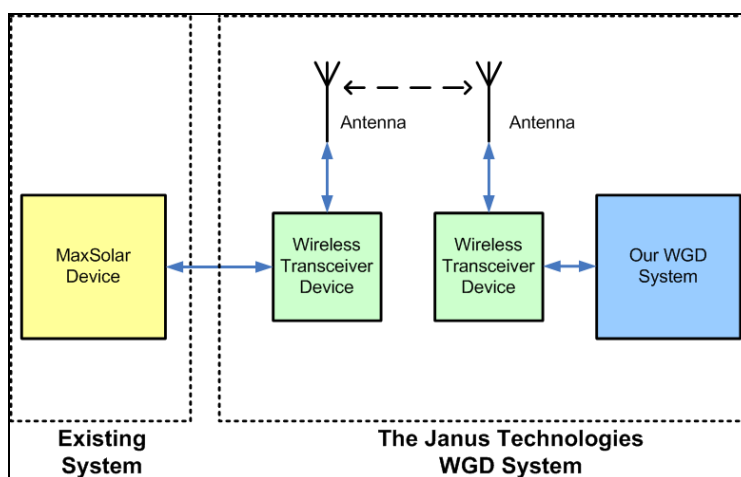 Antenna
Antenna
MaxSolar
Device
Wireless
Transceiver
Device
Wireless
Transceiver
Device
Our WGD
System
Existing
System
The Janus Technologies
WGD System